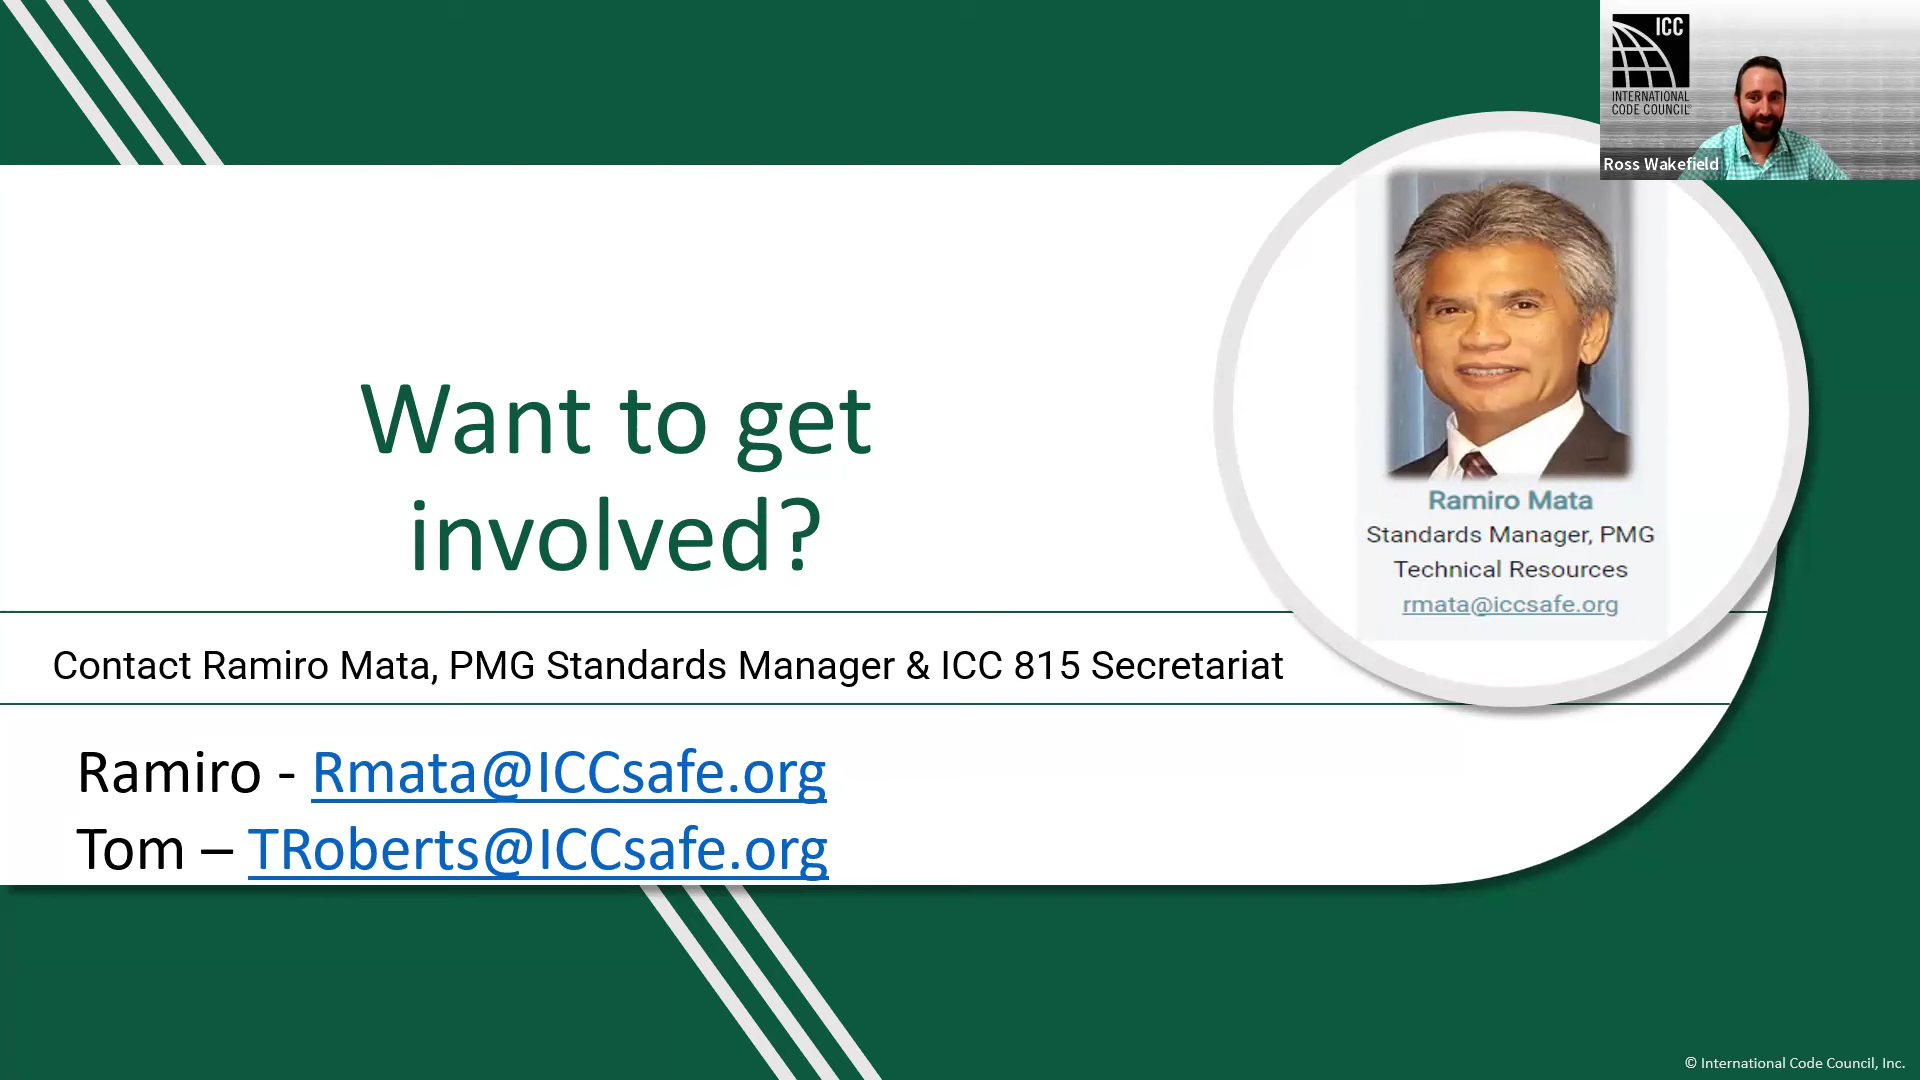 ICC
INTERNATIONAL
CODE COUNCIL
Ross Wakefield
Want to get
involved?
Ramiro Mata
Standards Manager, PMG
Technical Resources
rmata@iccsafe.org
Contact Ramiro Mata, PMG Standards Manager & ICC 815 Secretariat
Ramiro - Rmata@ICCsafe.org
Tom – TRoberts@ICCsafe.org
© International Code Council, Inc.